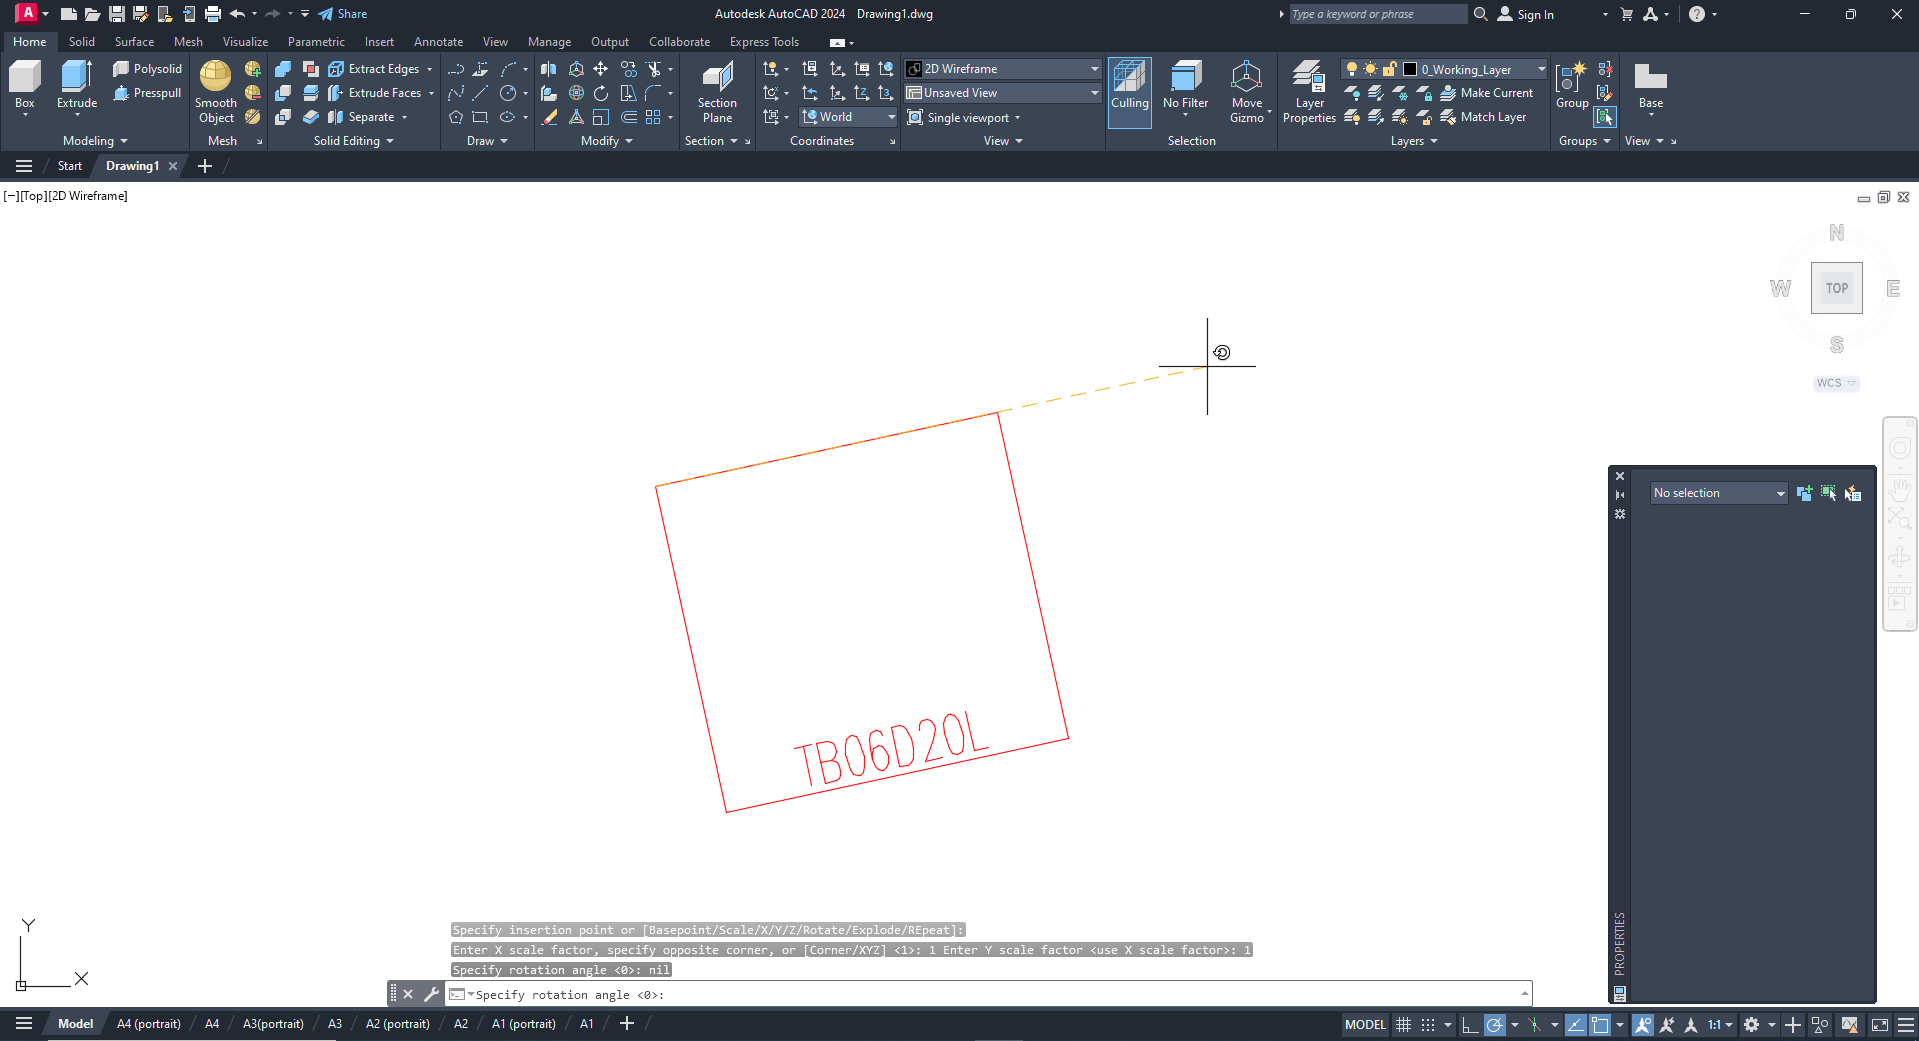 A
Share
Autodesk AutoCAD 2024 Drawing1.dwg
Type a keyword or phrase
Sign In
Home Solid Surface Mesh Visualize Parametric Insert Annotate View Manage Output Collaborate Express Tools
Box
Extrude
Polysolid
Presspull
Modeling
Smooth
Object
Mesh
Extract Edges
Extrude Faces
Separate
Solid Editing
Draw
Modify
Section
Plane
Section
World
Coordinates
2D Wireframe
Unsaved View
Single viewport
View
Culling
No Filter
Move
Gizmo
Selection
Layer
Properties
0_Working_Layer
Make Current
Match Layer
Layers
Group
Groups
Base
View
Start Drawing1
[−][Top][2D Wireframe]
N
W TOP E
S
WCS
No selection
PROPERTIES
TB06D20L
Y
X
Specify insertion point or [Basepoint/Scale/X/Y/Z/Rotate/Explode/REpeat]:
Enter X scale factor, specify opposite corner, or [Corner/XYZ] <1>: 1 Enter Y scale factor <use X scale factor>: 1
Specify rotation angle <0>: nil
Specify rotation angle <0>:
Model A4 (portrait) A4 A3(portrait) A3 A2 (portrait) A2 A1 (portrait) A1
MODEL 1:1